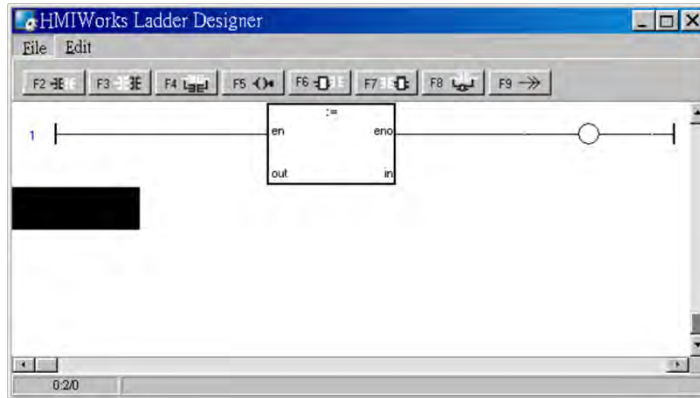 HMIWorks Ladder Designer
File Edit
F2 F3 F4 F5 F6 F7 F8 F9
:=
1 en eno
out in
0:2/0